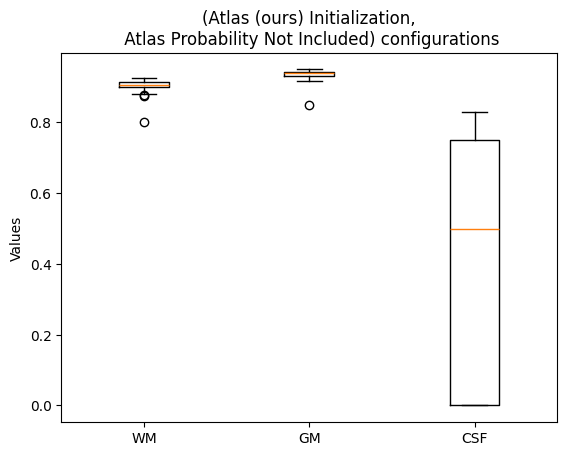 (Atlas (ours) Initialization,
Atlas Probability Not Included) configurations
Values
0.8
0.6
0.4
0.2
0.0
WM GM CSF